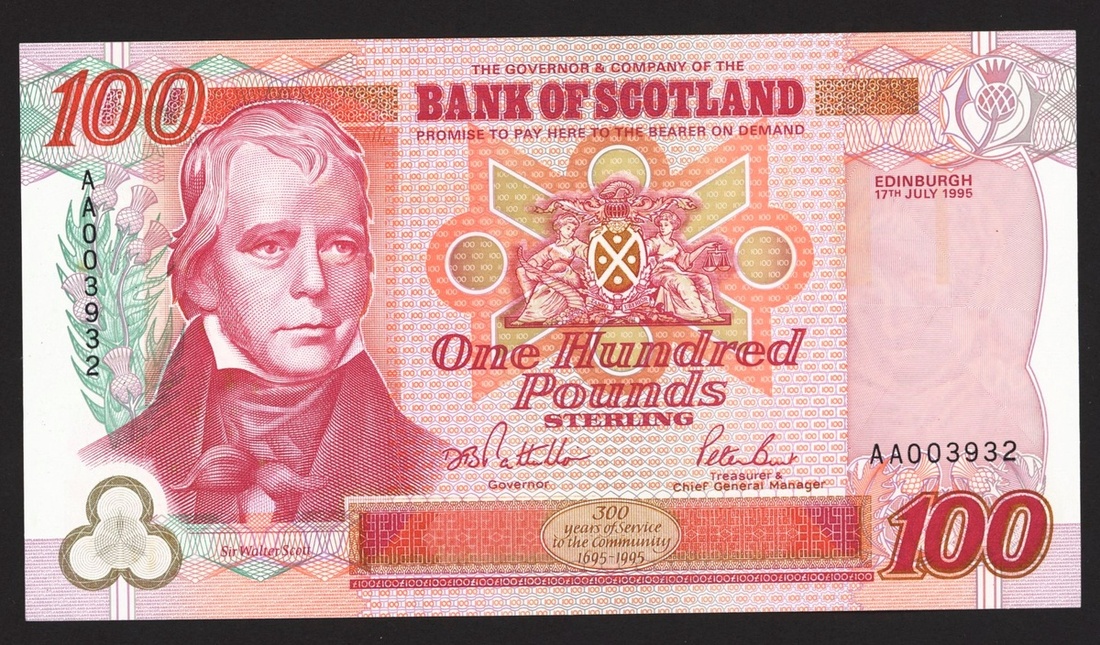 100
THE GOVERNOR & COMPANY OF THE
BANK OF SCOTLAND
PROMISE TO PAY HERE TO THE BEARER ON DEMAND
EDINBURGH
17TH JULY 1995
AA003932
One Hundred
Pounds
STERLING
Governor
Peter Burt
Treasurer &
Chief General Manager
AA003932
300
years of Service
to the Community
1695-1995
Sir Walter Scott
100